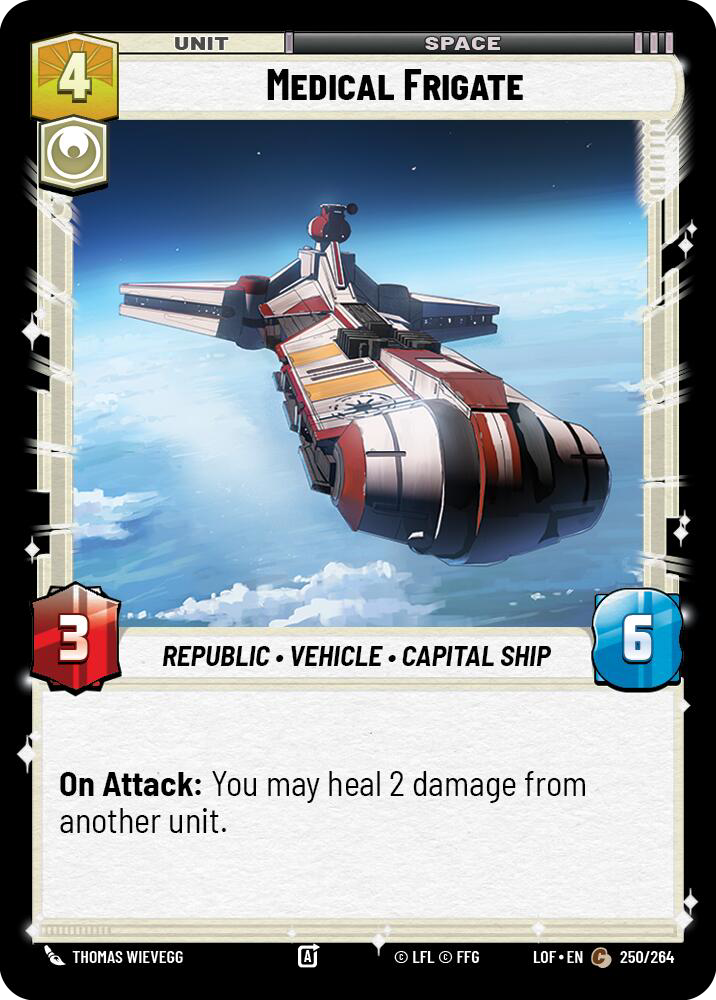 UNIT
SPACE
4
MEDICAL FRIGATE
3
6
REPUBLIC • VEHICLE • CAPITAL SHIP
On Attack: You may heal 2 damage from
another unit.
THOMAS WIEVEGG
A
© LFL © FFG
LOF • EN
C
250/264